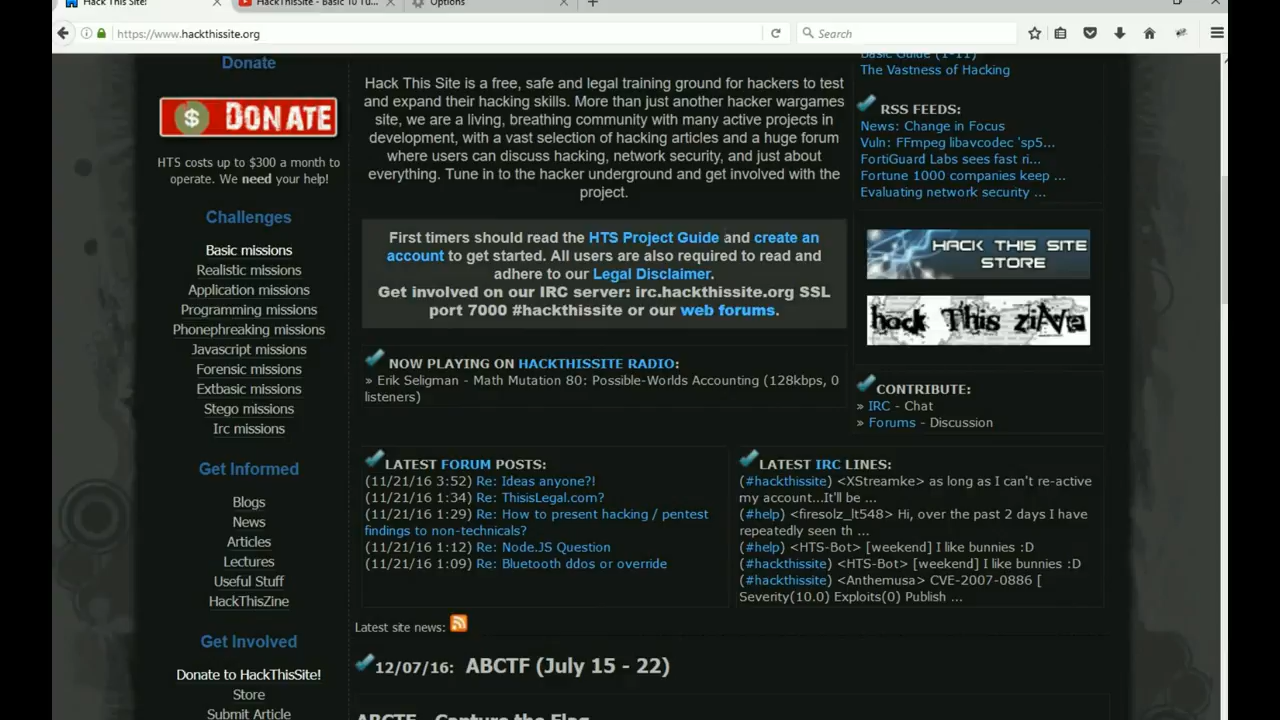 Hack This Site!
HackThisSite - Basic 10 Tu...
Options
https://www.hackthissite.org
Search
Donate
DONATE
HTS costs up to $300 a month to
operate. We need your help!
Challenges
Basic missions
Realistic missions
Application missions
Programming missions
Phonephreaking missions
Javascript missions
Forensic missions
Extbasic missions
Stego missions
Irc missions
Get Informed
Blogs
News
Articles
Lectures
Useful Stuff
HackThisZine
Get Involved
Donate to HackThisSite!
Store
Submit Article
Hack This Site is a free, safe and legal training ground for hackers to test
and expand their hacking skills. More than just another hacker wargames
site, we are a living, breathing community with many active projects in
development, with a vast selection of hacking articles and a huge forum
where users can discuss hacking, network security, and just about
everything. Tune in to the hacker underground and get involved with the
project.
First timers should read the HTS Project Guide and create an
account to get started. All users are also required to read and
adhere to our Legal Disclaimer.
Get involved on our IRC server: irc.hackthissite.org SSL
port 7000 #hackthissite or our web forums.
NOW PLAYING ON HACKTHISSITE RADIO:
» Erik Seligman - Math Mutation 80: Possible-Worlds Accounting (128kbps, 0
listeners)
LATEST FORUM POSTS:
(11/21/16 3:52) Re: Ideas anyone?!
(11/21/16 1:34) Re: ThisisLegal.com?
(11/21/16 1:29) Re: How to present hacking / pentest
findings to non-technicals?
(11/21/16 1:12) Re: Node.JS Question
(11/21/16 1:09) Re: Bluetooth ddos or override
LATEST IRC LINES:
(#hackthissite) <XStreamke> as long as I can't re-active
my account...It'll be ...
(#help) <firesolz_lt548> Hi, over the past 2 days I have
repeatedly seen th ...
(#help) <HTS-Bot> [weekend] I like bunnies :D
(#hackthissite) <HTS-Bot> [weekend] I like bunnies :D
(#hackthissite) <Anthemusa> CVE-2007-0886 [
Severity(10.0) Exploits(0) Publish ...
Latest site news:
12/07/16: ABCTF (July 15 - 22)
ABCTF - Capture the Flag
Basic Guide (1-11)
The Vastness of Hacking
RSS FEEDS:
News: Change in Focus
Vuln: FFmpeg libavcodec 'sp5...
FortiGuard Labs sees fast ri...
Fortune 1000 companies keep ...
Evaluating network security ...
HACK THIS SITE
STORE
hack This ziNe
CONTRIBUTE:
» IRC - Chat
» Forums - Discussion